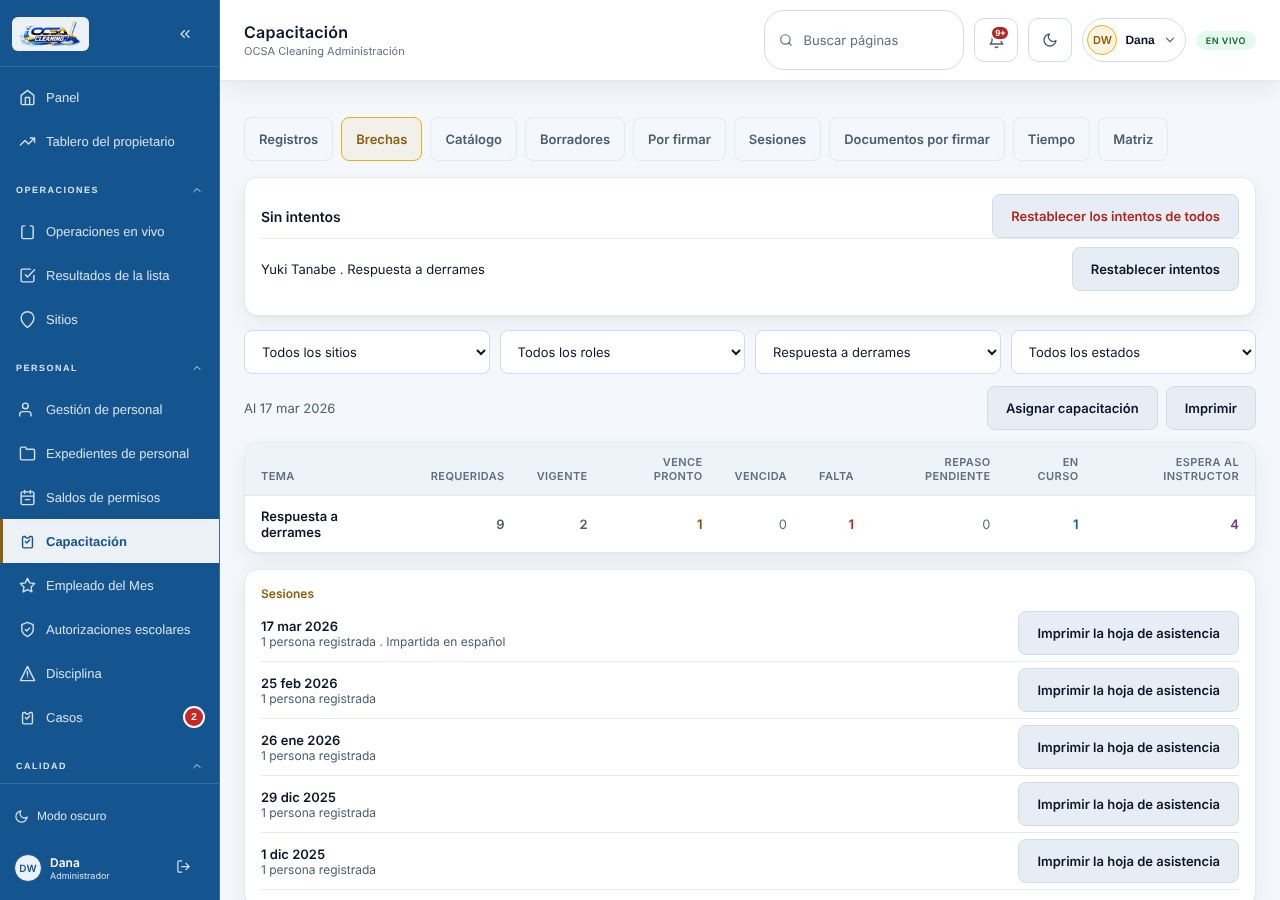 OCSA
CLEANING
Panel
Tablero del propietario
OPERACIONES
Operaciones en vivo
Resultados de la lista
Sitios
PERSONAL
Gestión de personal
Expedientes de personal
Saldos de permisos
Capacitación
Empleado del Mes
Autorizaciones escolares
Disciplina
Casos
2
CALIDAD
Modo oscuro
DW
Dana
Administrador
Capacitación
OCSA Cleaning Administración
Buscar páginas
9+
DW
Dana
EN VIVO
Registros
Brechas
Catálogo
Borradores
Por firmar
Sesiones
Documentos por firmar
Tiempo
Matriz
Sin intentos
Restablecer los intentos de todos
Yuki Tanabe . Respuesta a derrames
Restablecer intentos
Todos los sitios
Todos los roles
Respuesta a derrames
Todos los estados
Al 17 mar 2026
Asignar capacitación
Imprimir
TEMA
REQUERIDAS
VIGENTE
VENCE
PRONTO
VENCIDA
FALTA
REPASO
PENDIENTE
EN
CURSO
ESPERA AL
INSTRUCTOR
Respuesta a
derrames
9
2
1
0
1
0
1
4
Sesiones
17 mar 2026
1 persona registrada . Impartida en español
Imprimir la hoja de asistencia
25 feb 2026
1 persona registrada
Imprimir la hoja de asistencia
26 ene 2026
1 persona registrada
Imprimir la hoja de asistencia
29 dic 2025
1 persona registrada
Imprimir la hoja de asistencia
1 dic 2025
1 persona registrada
Imprimir la hoja de asistencia